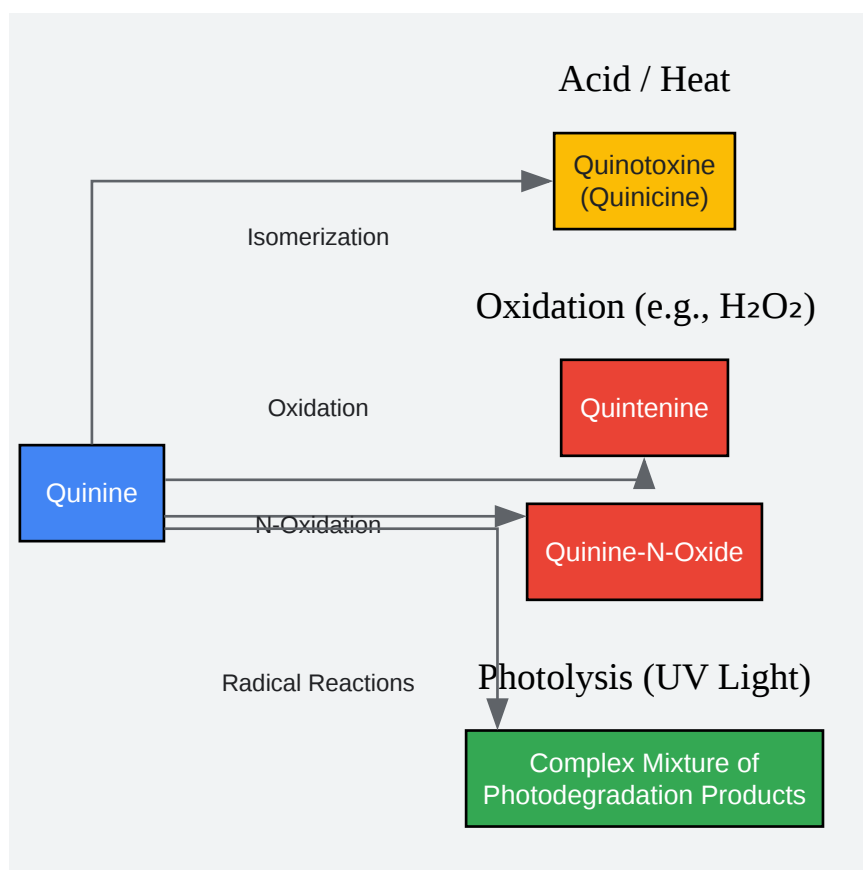 Acid / Heat
Quinotoxine
(Quinicine)
Isomerization
Oxidation (e.g., H₂O₂)
Oxidation
Quintenine
Quinine
N-Oxidation
Quinine-N-Oxide
Radical Reactions
Photolysis (UV Light)
Complex Mixture of
Photodegradation Products